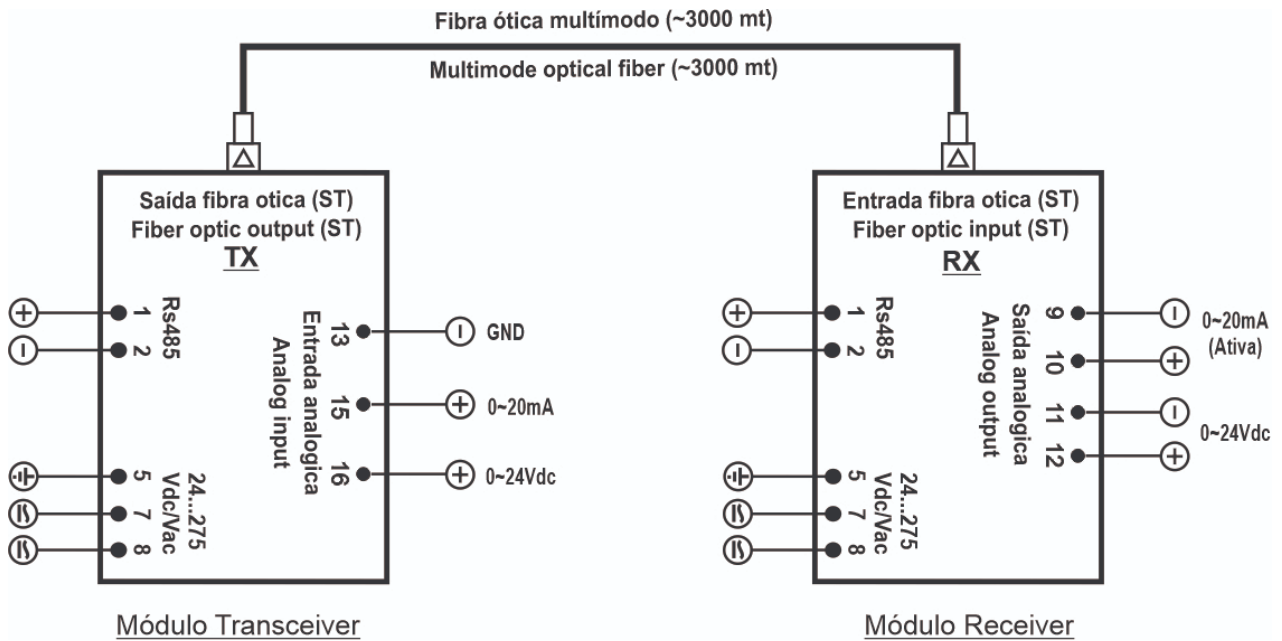 Fibra ótica multímodo (~3000 mt)
Multimode optical fiber (~3000 mt)
Saída fibra otica (ST)
Fiber optic output (ST)
TX
1
2
Rs485
5
7
8
24...275
Vdc/Vac
13
15
16
Entrada analogica
Analog input
GND
0~20mA
0~24Vdc
Módulo Transceiver
Entrada fibra otica (ST)
Fiber optic input (ST)
RX
1
2
Rs485
5
7
8
24...275
Vdc/Vac
9
10
11
12
Saída analogica
Analog output
0~20mA
(Ativa)
0~24Vdc
Módulo Receiver